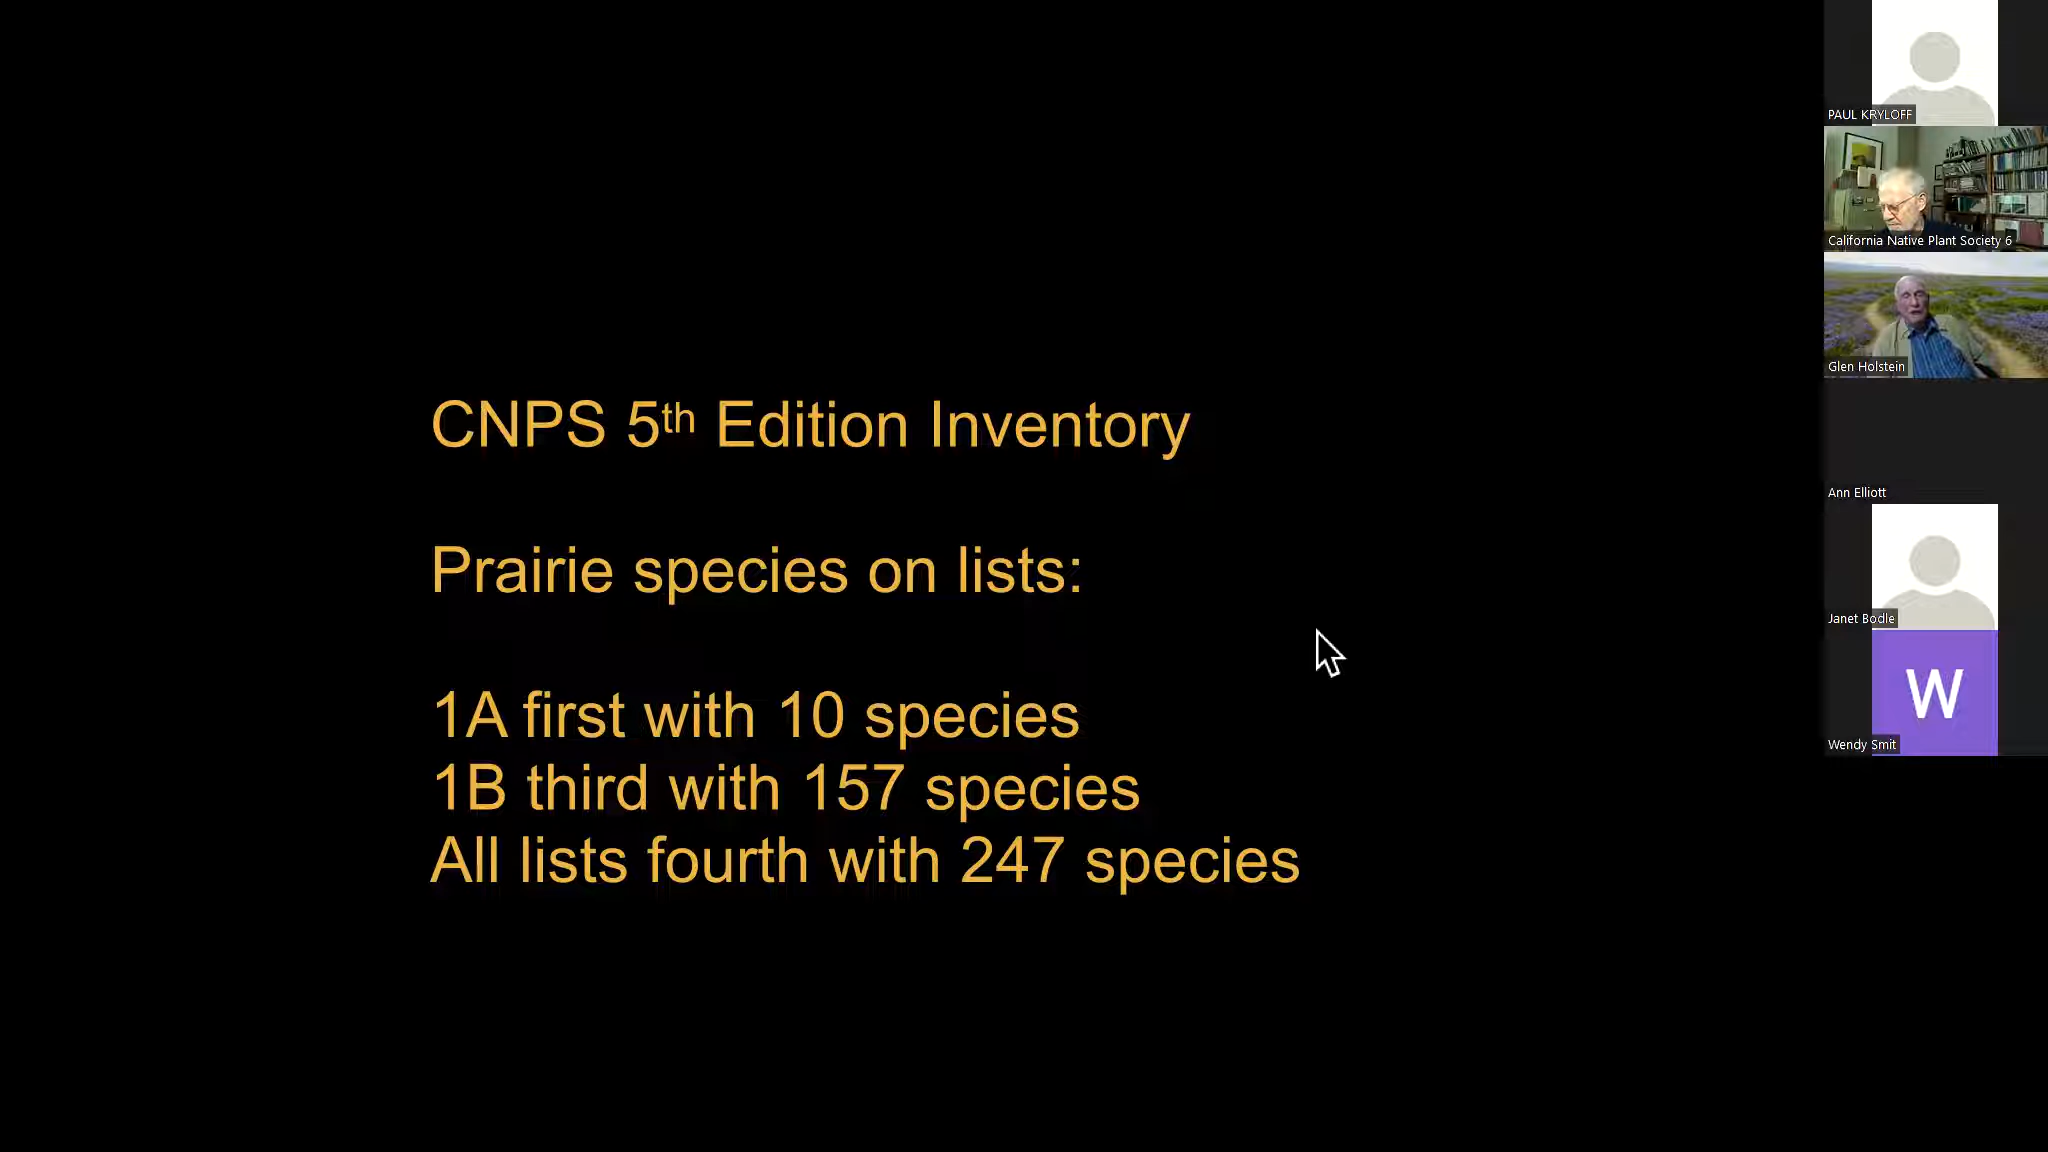 CNPS 5th Edition Inventory
Prairie species on lists:
1A first with 10 species
1B third with 157 species
All lists fourth with 247 species
PAUL KRYLOFF
California Native Plant Society 6
Glen Holstein
Ann Elliott
Janet Bodle
W
Wendy Smit